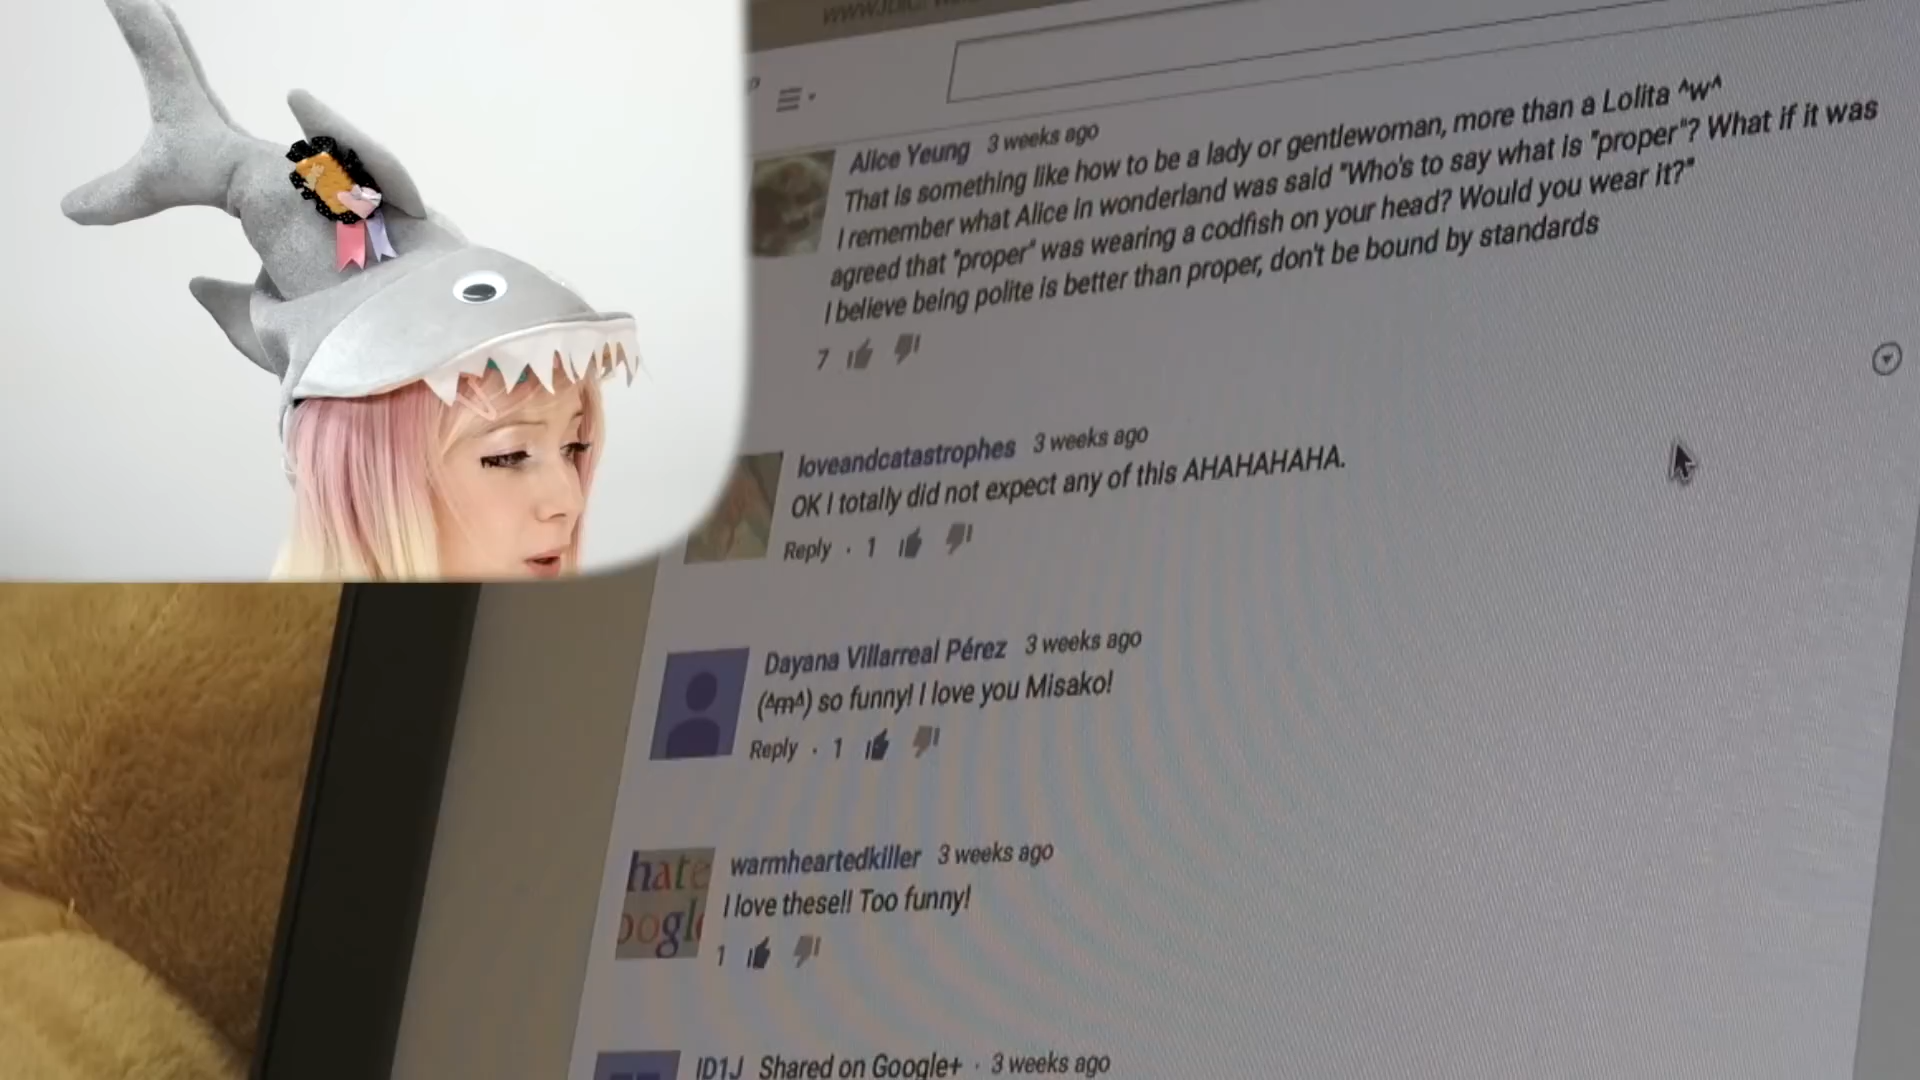 Alice Yeung 3 weeks ago
That is something like how to be a lady or gentlewoman, more than a Lolita ^w^
I remember what Alice in wonderland was said "Who's to say what is "proper"? What if it was
agreed that "proper" was wearing a codfish on your head? Would you wear it?"
I believe being polite is better than proper, don't be bound by standards
7
loveandcatastrophes 3 weeks ago
OK I totally did not expect any of this AHAHAHAHA.
Reply · 1
Dayana Villarreal Pérez 3 weeks ago
(^m^) so funny! I love you Misako!
Reply · 1
hate
oogle
warmheartedkiller 3 weeks ago
I love these!! Too funny!
1
ID1J Shared on Google+ · 3 weeks ago